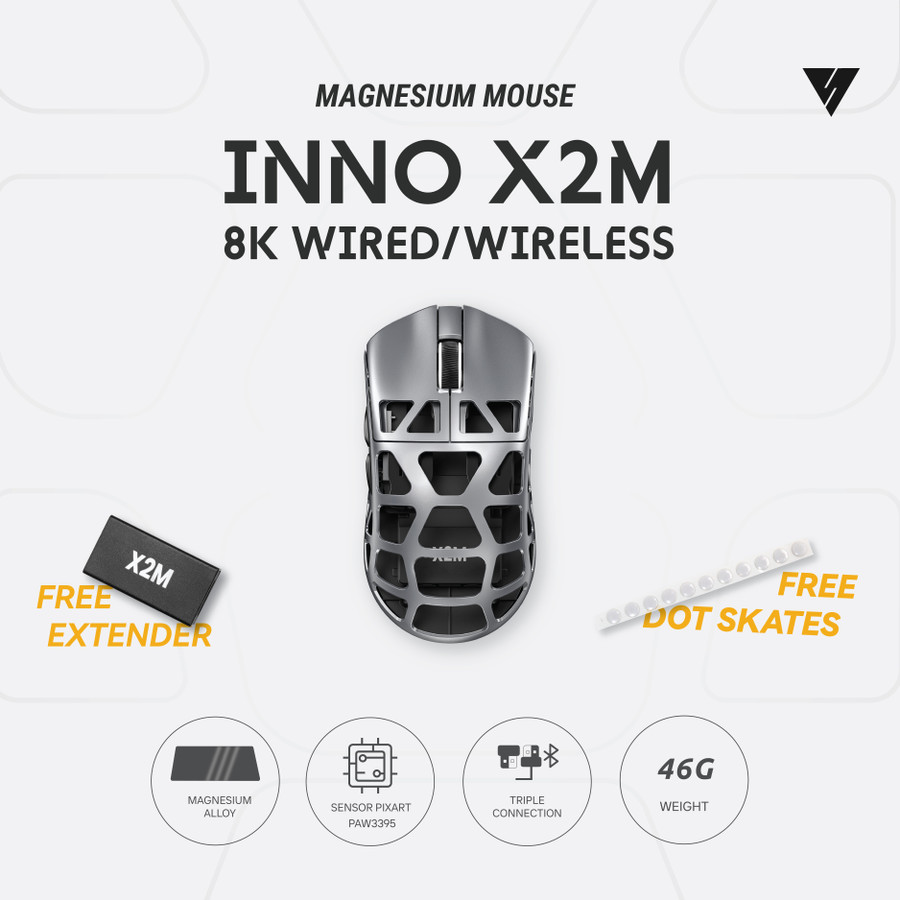 MAGNESIUM MOUSE
INNO X2M
8K WIRED/WIRELESS
X2M
X2M
FREE
EXTENDER
FREE
DOT SKATES
MAGNESIUM
ALLOY
SENSOR PIXART
PAW3395
TRIPLE
CONNECTION
46G
WEIGHT